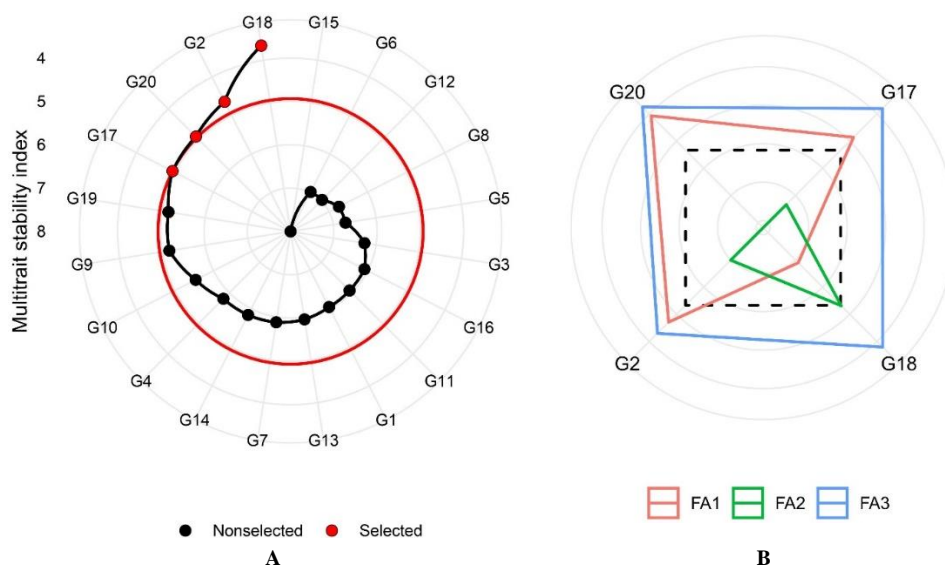 Multitrait stability index
4
5
6
7
8
G18
G15
G6
G12
G8
G5
G3
G16
G11
G1
G13
G7
G14
G4
G10
G9
G19
G17
G20
G2
Nonselected
Selected
A
G20
G17
G18
G2
FA1
FA2
FA3
B